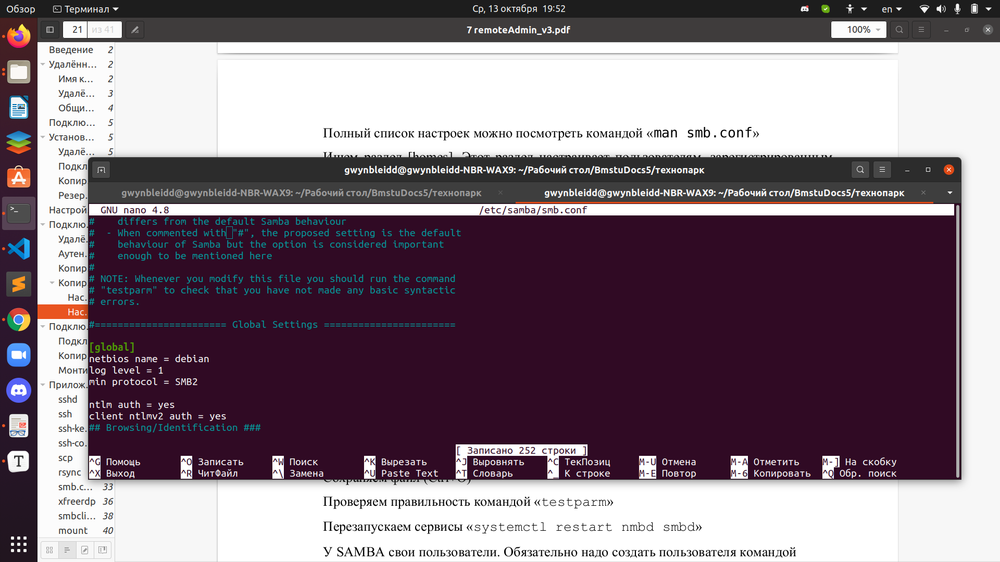 Обзор
Терминал
Ср, 13 октября 19:52
en
21 из 41
7 remoteAdmin_v3.pdf
100%
Введение 2
Удалённ... 2
Имя к... 2
Удалё... 3
Общи... 4
Подклю... 5
Установ... 5
Удалё... 5
Подкл
Копир
Резер.
Настрой
Подклю.
Удалё.
Аутен.
Копир
Копир
Нас.
Нас.
Подклю.
Подкл
Копир
Монти
Прилож.
sshd
ssh
ssh-ke.
ssh-co.
scp
rsync
smb.c... 33
xfreerdp 36
smbcli... 38
mount 40
Полный список настроек можно посмотреть командой «man smb.conf»
Ищем раздел [homes]. Этот раздел настраивает пользователям, зарегистрированным
gwynbleidd@gwynbleidd-NBR-WAX9: ~/Рабочий стол/BmstuDocs5/технопарк
gwynbleidd@gwynbleidd-NBR-WAX9: ~/Рабочий стол/BmstuDocs5/технопарк
gwynbleidd@gwynbleidd-NBR-WAX9: ~/Рабочий стол/BmstuDocs5/технопарк
GNU nano 4.8 /etc/samba/smb.conf
#    differs from the default Samba behaviour
#  - When commented with "#", the proposed setting is the default
#    behaviour of Samba but the option is considered important
#    enough to be mentioned here
#
# NOTE: Whenever you modify this file you should run the command
# "testparm" to check that you have not made any basic syntactic
# errors.
#======================= Global Settings =======================
[global]
netbios name = debian
log level = 1
min protocol = SMB2
ntlm auth = yes
client ntlmv2 auth = yes
## Browsing/Identification ###
[ Записано 252 строки ]
^G Помощь ^O Записать ^W Поиск ^K Вырезать ^J Выровнять ^C ТекПозиц M-U Отмена M-A Отметить M-] На скобку
^X Выход ^R ЧитФайл ^\ Замена ^U Paste Text ^T Словарь ^_ К строке M-E Повтор M-6 Копировать ^Q Обр. поиск
Сохраняем файл (Ctrl+O)
Проверяем правильность командой «testparm»
Перезапускаем сервисы «systemctl restart nmbd smbd»
У SAMBA свои пользователи. Обязательно надо создать пользователя командой